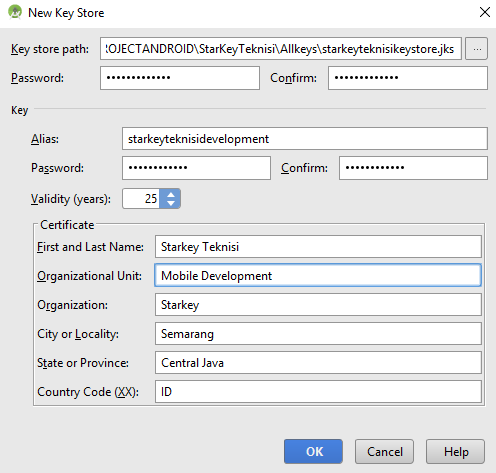 New Key Store
Key store path: :OJECTANDROID\StarKeyTeknisi\Allkeys\starkeyteknisikeystore.jks ...
Password: ••••••••••••• Confirm: •••••••••••••
Key
Alias: starkeyteknisidevelopment
Password: •••••••••••• Confirm: ••••••••••••
Validity (years): 25
Certificate
First and Last Name: Starkey Teknisi
Organizational Unit: Mobile Development
Organization: Starkey
City or Locality: Semarang
State or Province: Central Java
Country Code (XX): ID
OK Cancel Help